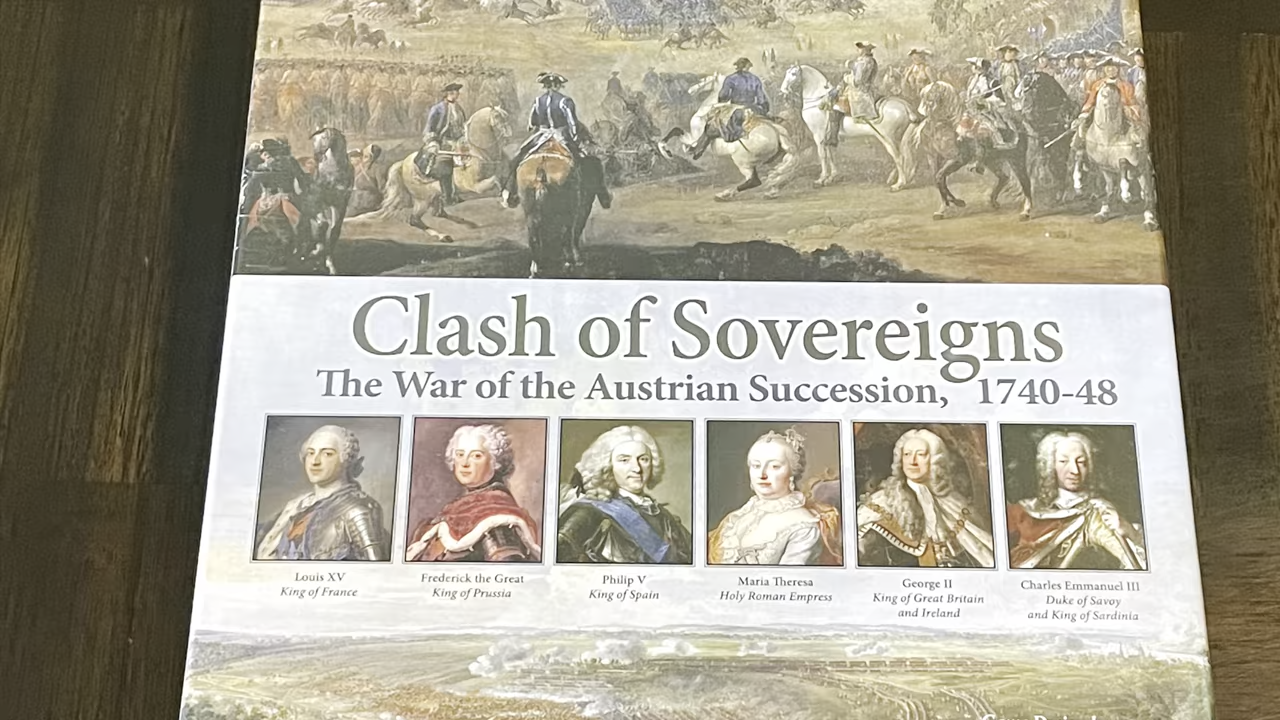 Clash of Sovereigns
The War of the Austrian Succession, 1740-48
Louis XV
King of France
Frederick the Great
King of Prussia
Philip V
King of Spain
Maria Theresa
Holy Roman Empress
George II
King of Great Britain
and Ireland
Charles Emmanuel III
Duke of Savoy
and King of Sardinia